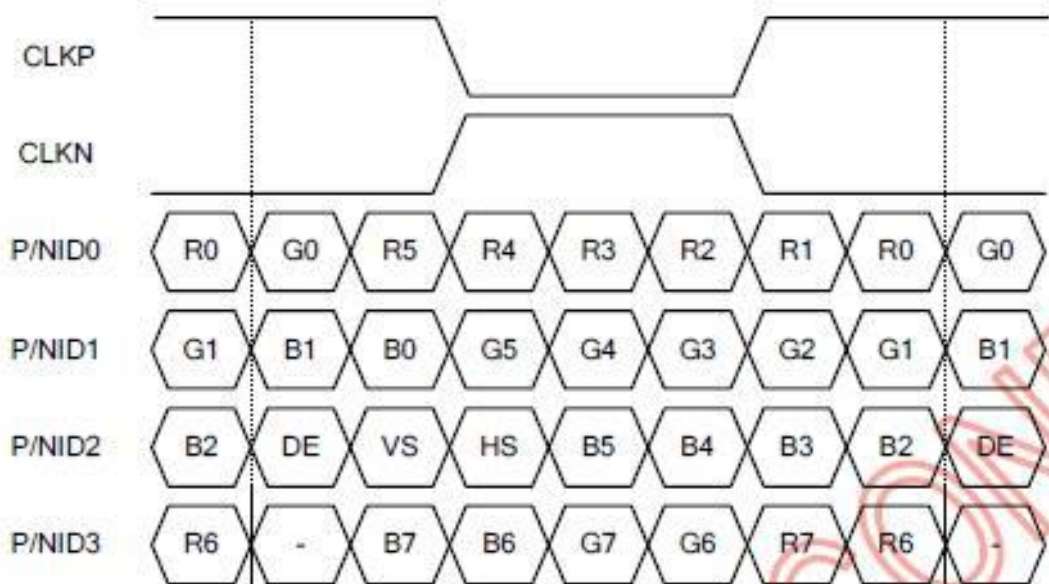 CLKP
CLKN
P/NID0 R0 G0 R5 R4 R3 R2 R1 R0 G0
P/NID1 G1 B1 B0 G5 G4 G3 G2 G1 B1
P/NID2 B2 DE VS HS B5 B4 B3 B2 DE
P/NID3 R6 - B7 B6 G7 G6 R7 R6 -